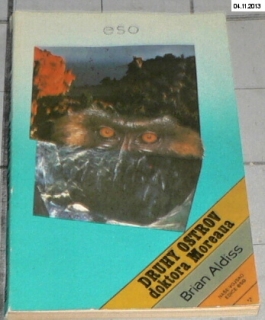 04.11.2013
eso
DRUHÝ OSTROV
doktora Moreaua
Brian Aldiss